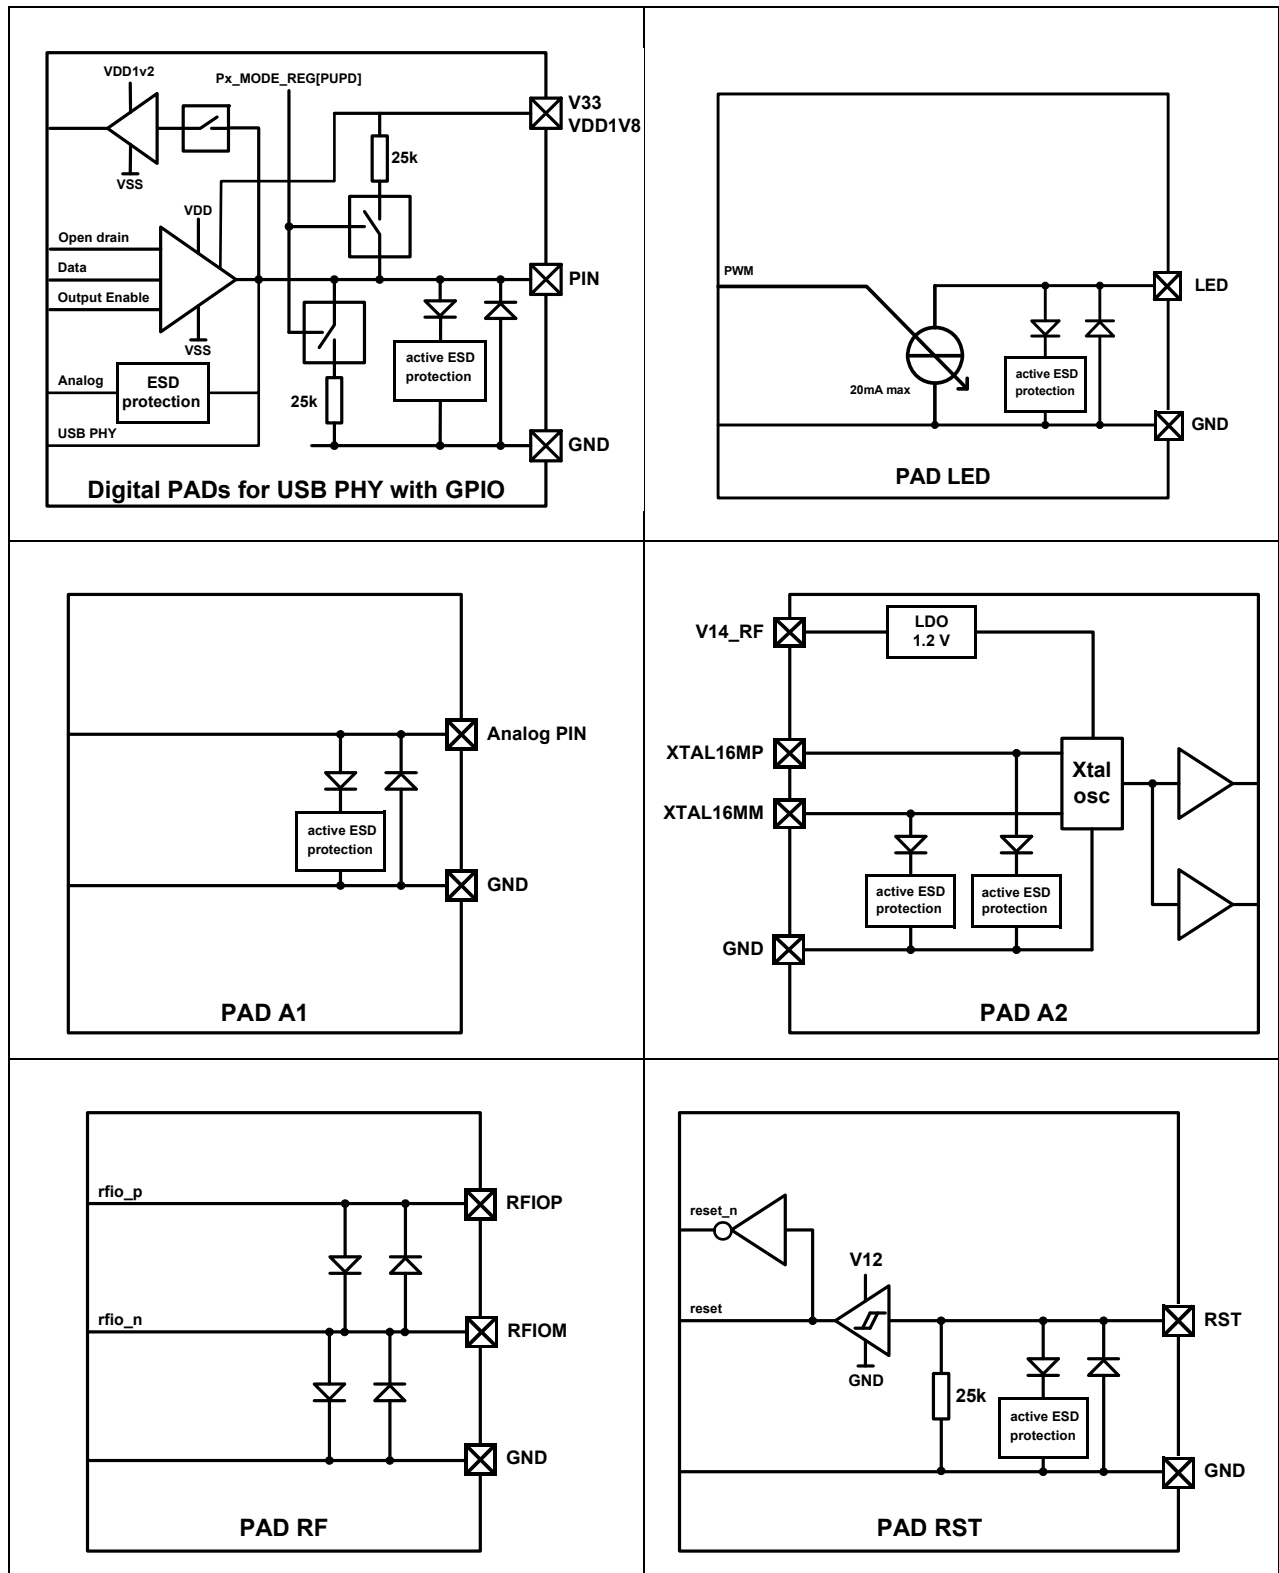 VDD1v2
Px_MODE_REG[PUPD]
V33
VDD1V8
25k
VSS
VDD
Open drain
Data
Output Enable
PIN
VSS
Analog
ESD
protection
active ESD
protection
25k
USB PHY
GND
Digital PADs for USB PHY with GPIO
PWM
LED
active ESD
protection
20mA max
GND
PAD LED
Analog PIN
active ESD
protection
GND
PAD A1
V14_RF
LDO
1.2 V
XTAL16MP
Xtal
osc
XTAL16MM
active ESD
protection
active ESD
protection
GND
PAD A2
rfio_p
RFIOP
rfio_n
RFIOM
GND
PAD RF
reset_n
V12
reset
RST
GND
25k
active ESD
protection
GND
PAD RST